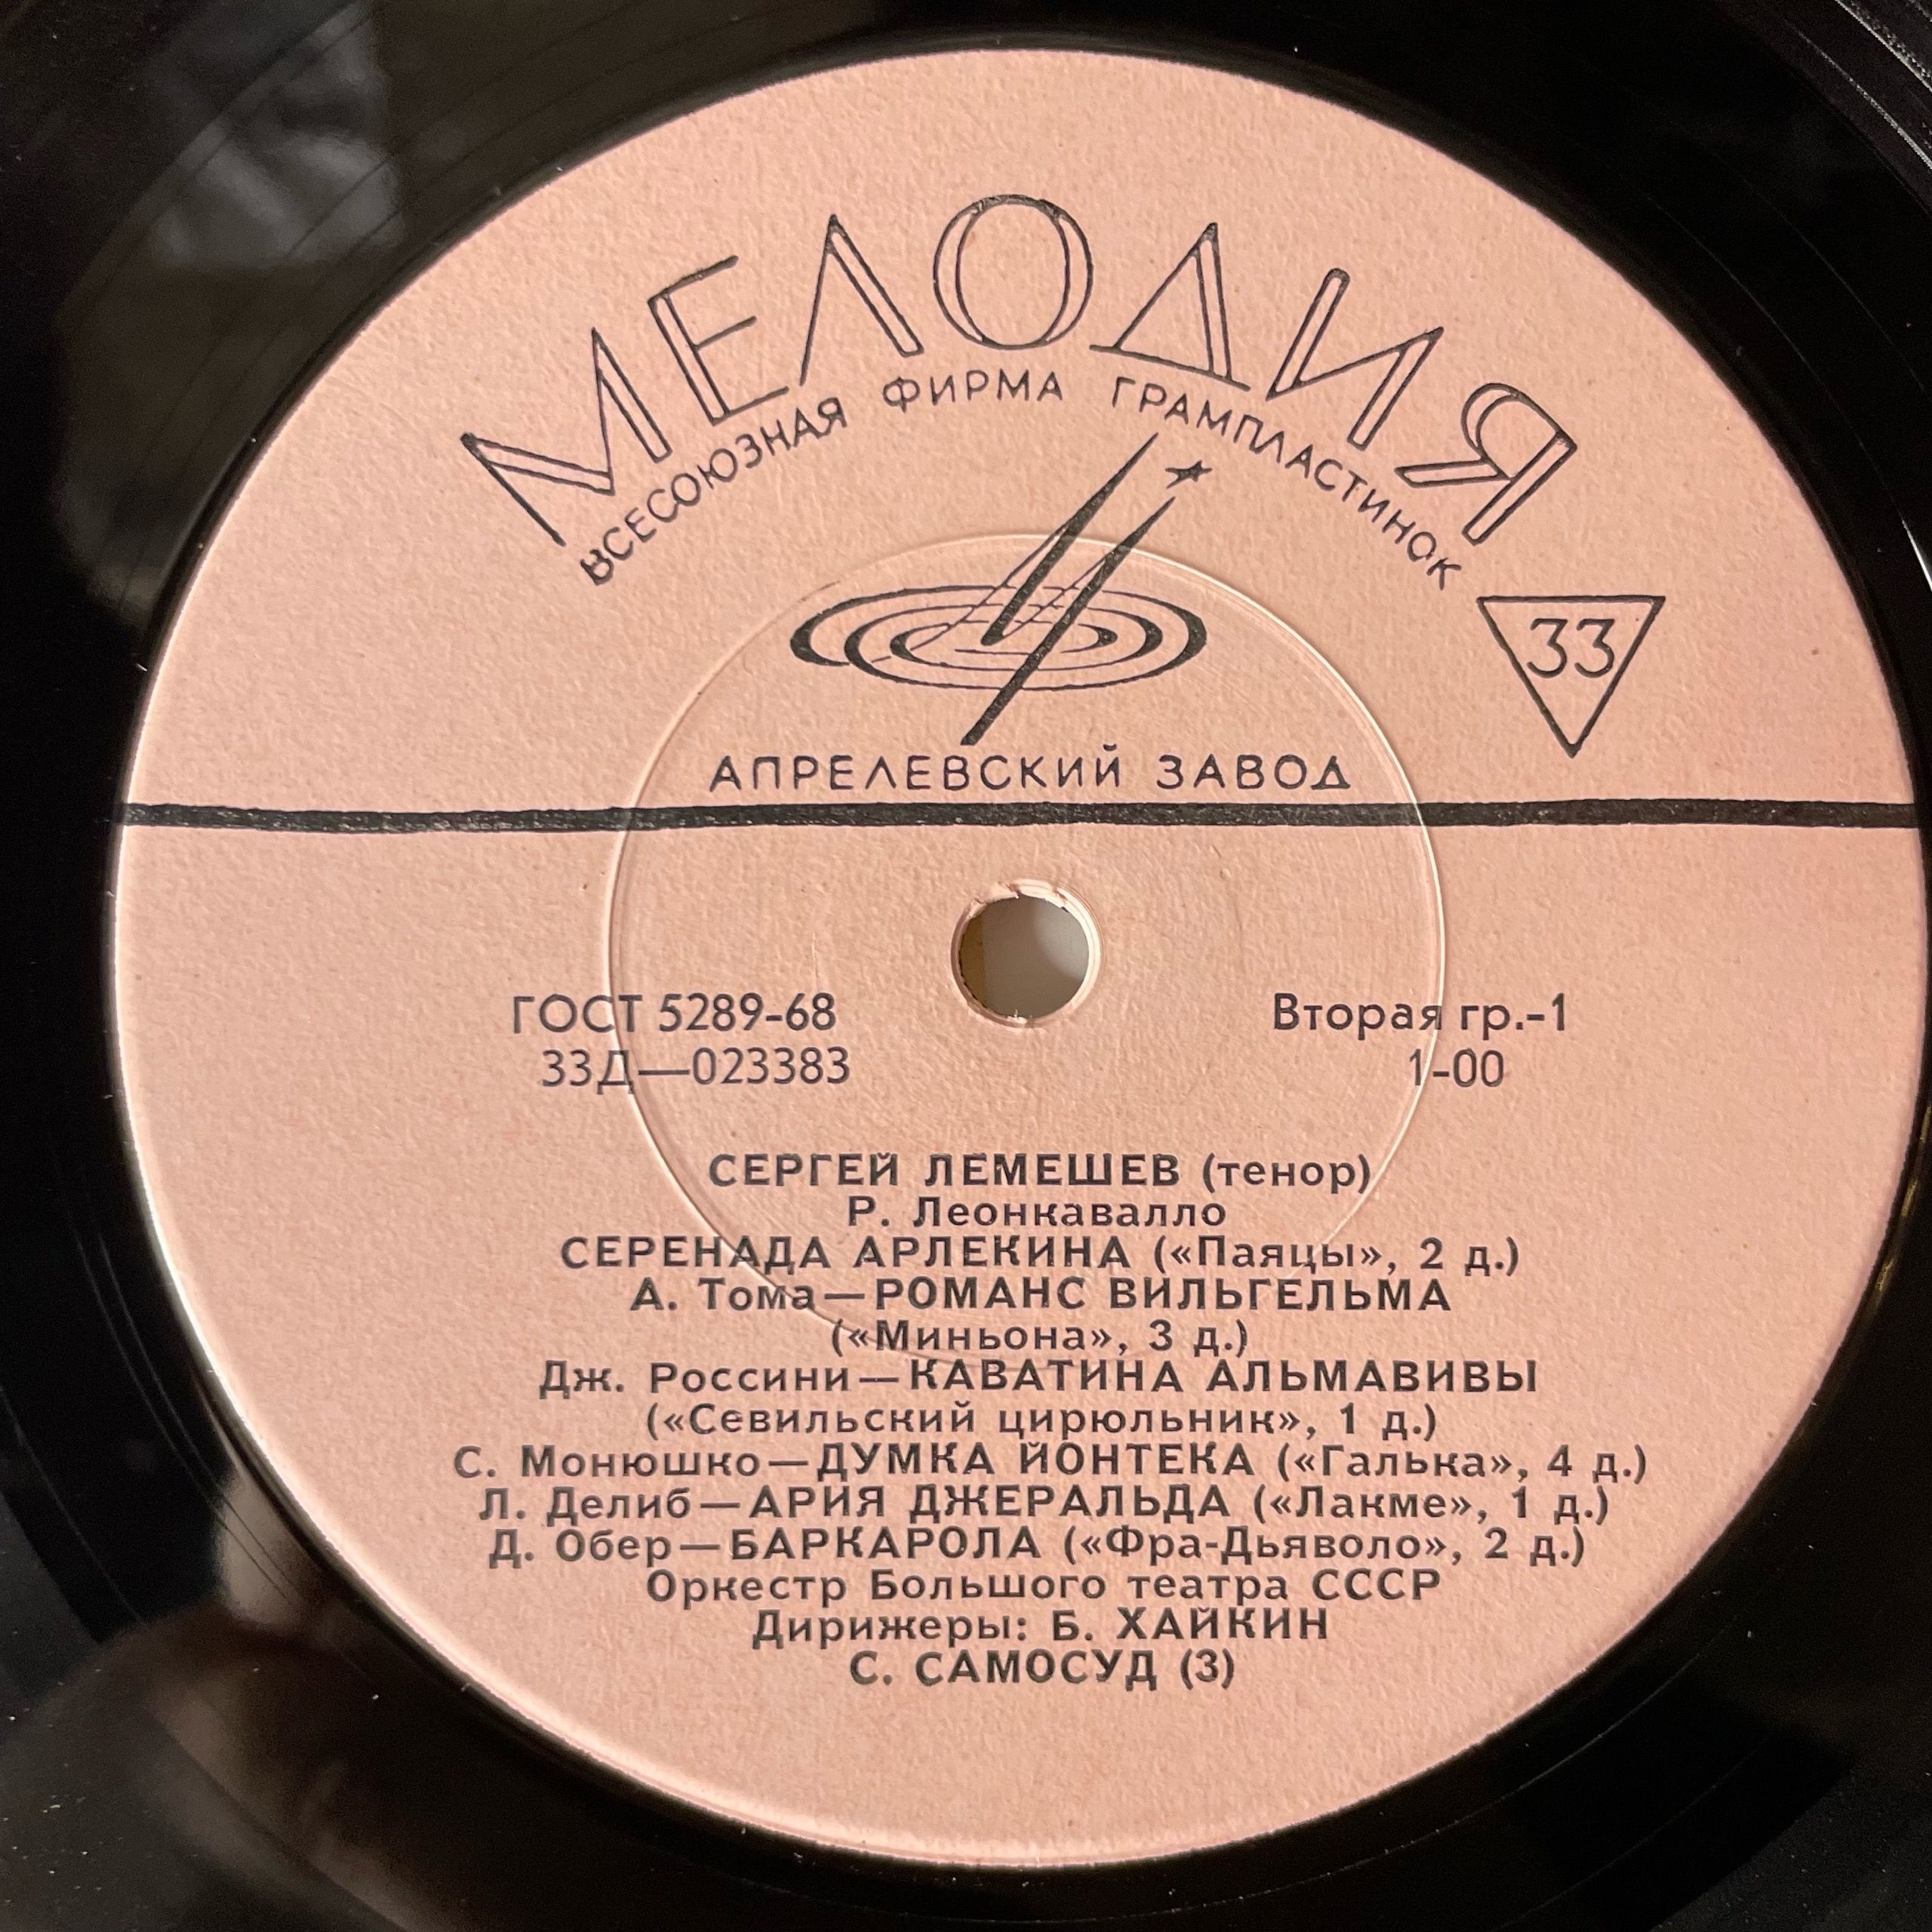 МЕЛОДИЯ
ВСЕСОЮЗНАЯ ФИРМА ГРАМПЛАСТИНОК
33
АПРЕЛЕВСКИЙ ЗАВОД
ГОСТ 5289-68
Вторая гр.-1
33Д—023383
1-00
СЕРГЕЙ ЛЕМЕШЕВ (тенор)
Р. Леонкавалло
СЕРЕНАДА АРЛЕКИНА («Паяцы», 2 д.)
А. Тома—РОМАНС ВИЛЬГЕЛЬМА
(«Миньона», 3 д.)
Дж. Россини—КАВАТИНА АЛЬМАВИВЫ
(«Севильский цирюльник», 1 д.)
С. Монюшко—ДУМКА ЙОНТЕКА («Галька», 4 д.)
Л. Делиб—АРИЯ ДЖЕРАЛЬДА («Лакме», 1 д.)
Д. Обер—БАРКАРОЛА («Фра-Дьяволо», 2 д.)
Оркестр Большого театра СССР
Дирижеры: Б. ХАЙКИН
С. САМОСУД (3)